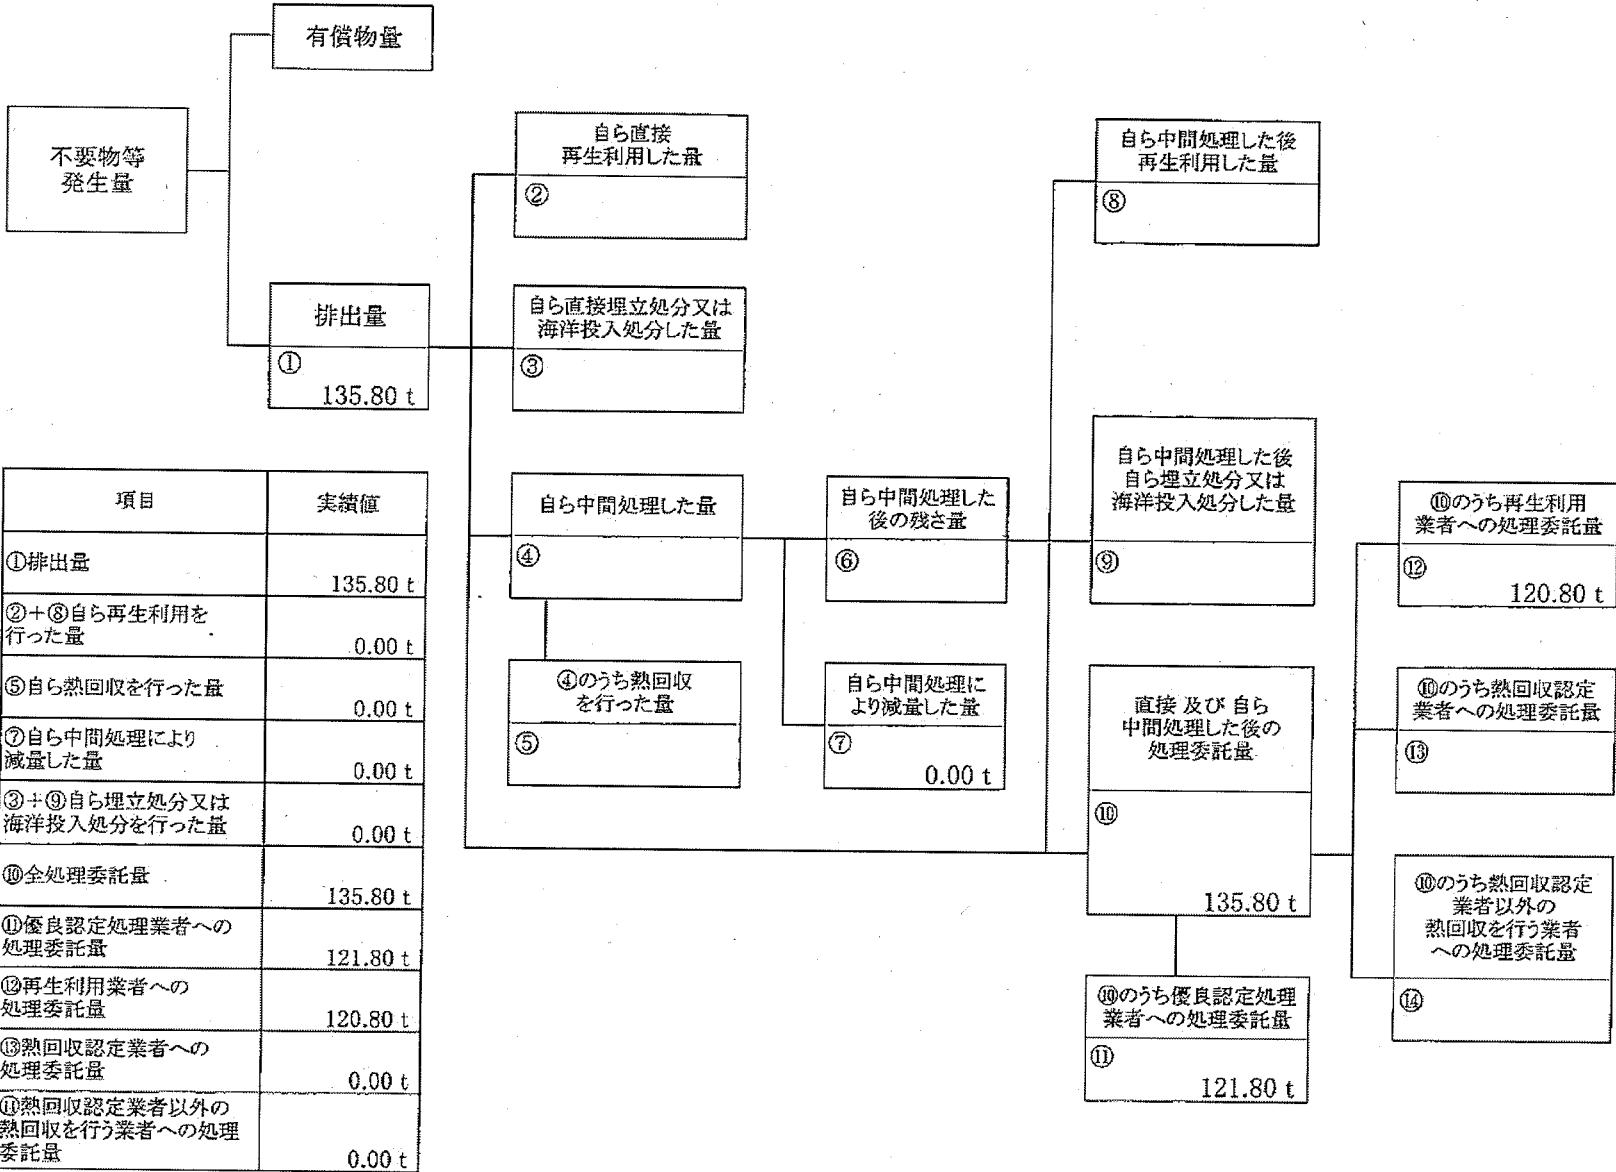 有償物量
不要物等
発生量
排出量
①
135.80 t
自ら直接
再生利用した量
②
自ら直接埋立処分又は
海洋投入処分した量
③
自ら中間処理した量
④
④のうち熱回収
を行った量
⑤
自ら中間処理した
後の残さ量
⑥
自ら中間処理に
より減量した量
⑦
0.00 t
自ら中間処理した後
再生利用した量
⑧
自ら中間処理した後
自ら埋立処分又は
海洋投入処分した量
⑨
直接 及び 自ら
中間処理した後の
処理委託量
⑩
135.80 t
⑩のうち優良認定処理
業者への処理委託量
⑪
121.80 t
⑩のうち再生利用
業者への処理委託量
⑫
120.80 t
⑩のうち熱回収認定
業者への処理委託量
⑬
⑩のうち熱回収認定
業者以外の
熱回収を行う業者
への処理委託量
⑭
項目 実績値
①排出量
135.80 t
②+⑧自ら再生利用を
行った量
0.00 t
⑤自ら熱回収を行った量
0.00 t
⑦自ら中間処理により
減量した量
0.00 t
③+⑨自ら埋立処分又は
海洋投入処分を行った量
0.00 t
⑩全処理委託量
135.80 t
⑪優良認定処理業者への
処理委託量
121.80 t
⑫再生利用業者への
処理委託量
120.80 t
⑬熱回収認定業者への
処理委託量
0.00 t
⑭熱回収認定業者以外の
熱回収を行う業者への処理
委託量
0.00 t